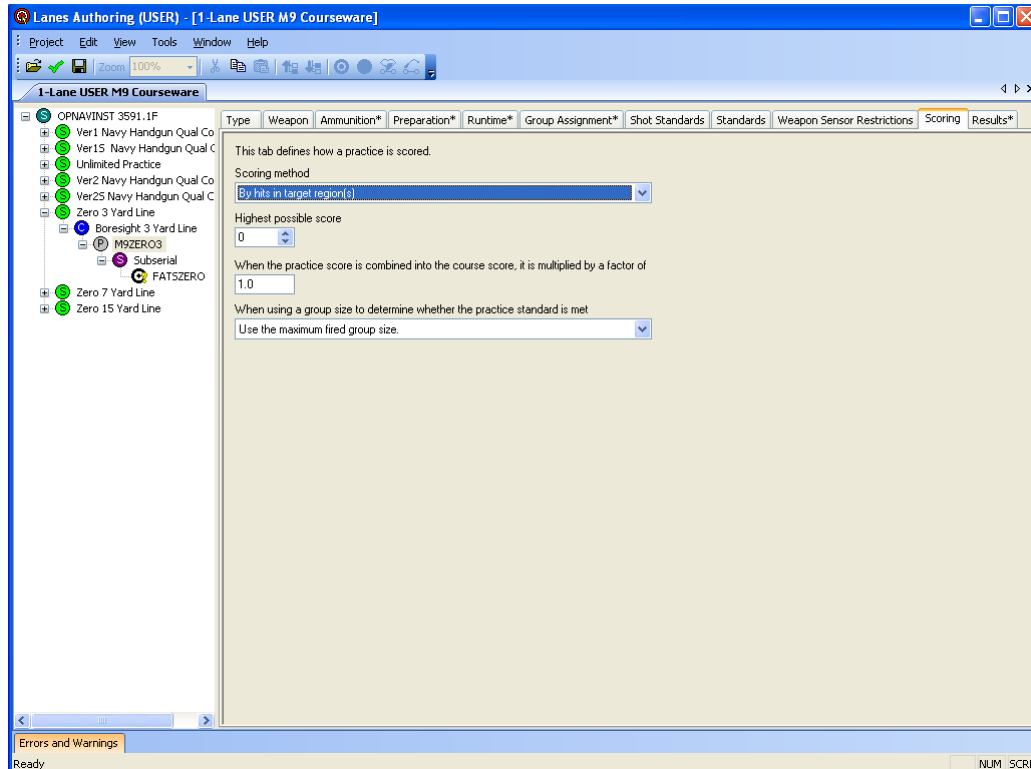 Lanes Authoring (USER) - [1-Lane USER M9 Courseware]
Project Edit View Tools Window Help
Zoom 100%
1-Lane USER M9 Courseware
OPNAVINST 3591.1F
Ver1 Navy Handgun Qual Co
Ver1S Navy Handgun Qual C
Unlimited Practice
Ver2 Navy Handgun Qual Co
Ver2S Navy Handgun Qual C
Zero 3 Yard Line
Boresight 3 Yard Line
M9ZERO3
Subserial
FATSZERO
Zero 7 Yard Line
Zero 15 Yard Line
Type Weapon Ammunition* Preparation* Runtime* Group Assignment* Shot Standards Standards Weapon Sensor Restrictions Scoring Results*
This tab defines how a practice is scored.
Scoring method
By hits in target region(s)
Highest possible score
0
When the practice score is combined into the course score, it is multiplied by a factor of
1.0
When using a group size to determine whether the practice standard is met
Use the maximum fired group size.
Errors and Warnings
Ready NUM SCRL